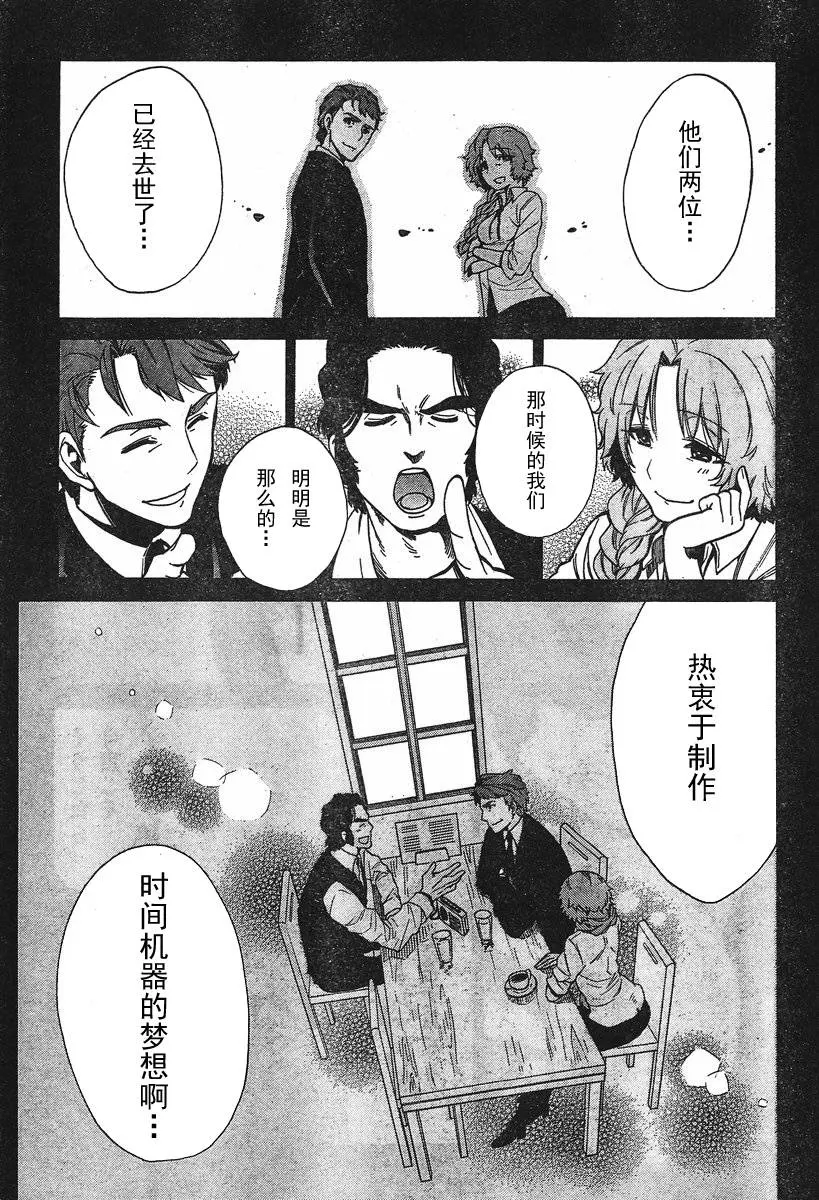 他们两位…
已经去世了…
那时候的我们
明明是
那么的…
热衷于制作
时间机器的梦想啊…